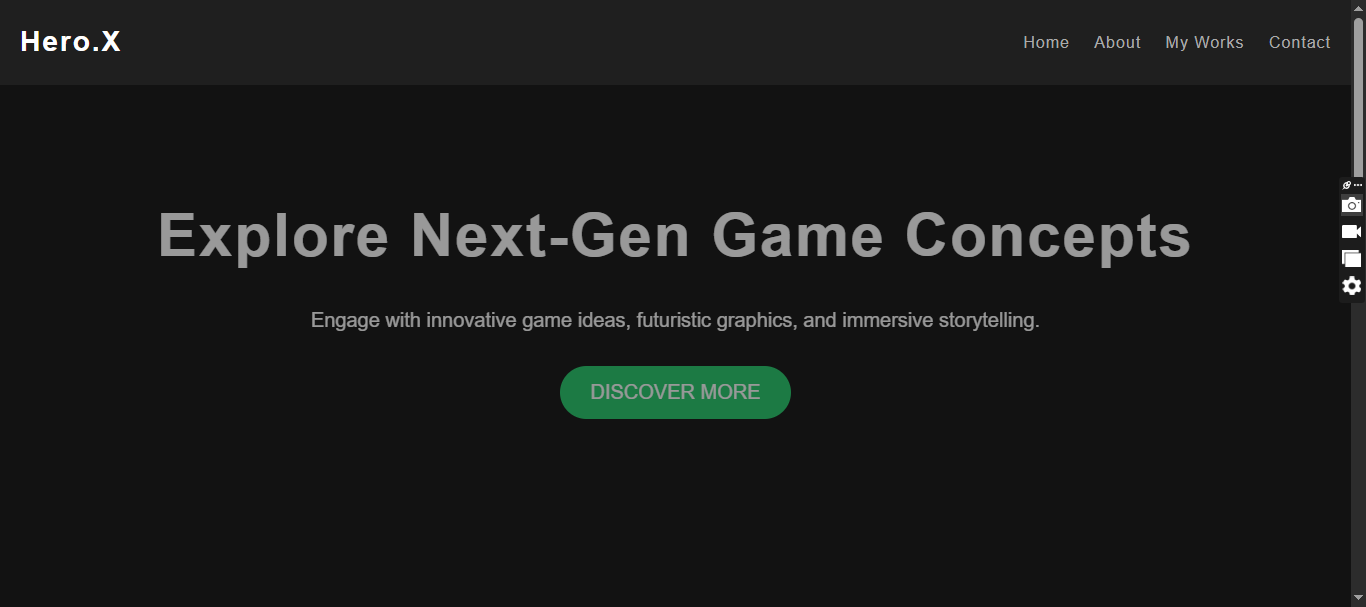 Hero.X
Home About My Works Contact
Explore Next-Gen Game Concepts
Engage with innovative game ideas, futuristic graphics, and immersive storytelling.
DISCOVER MORE